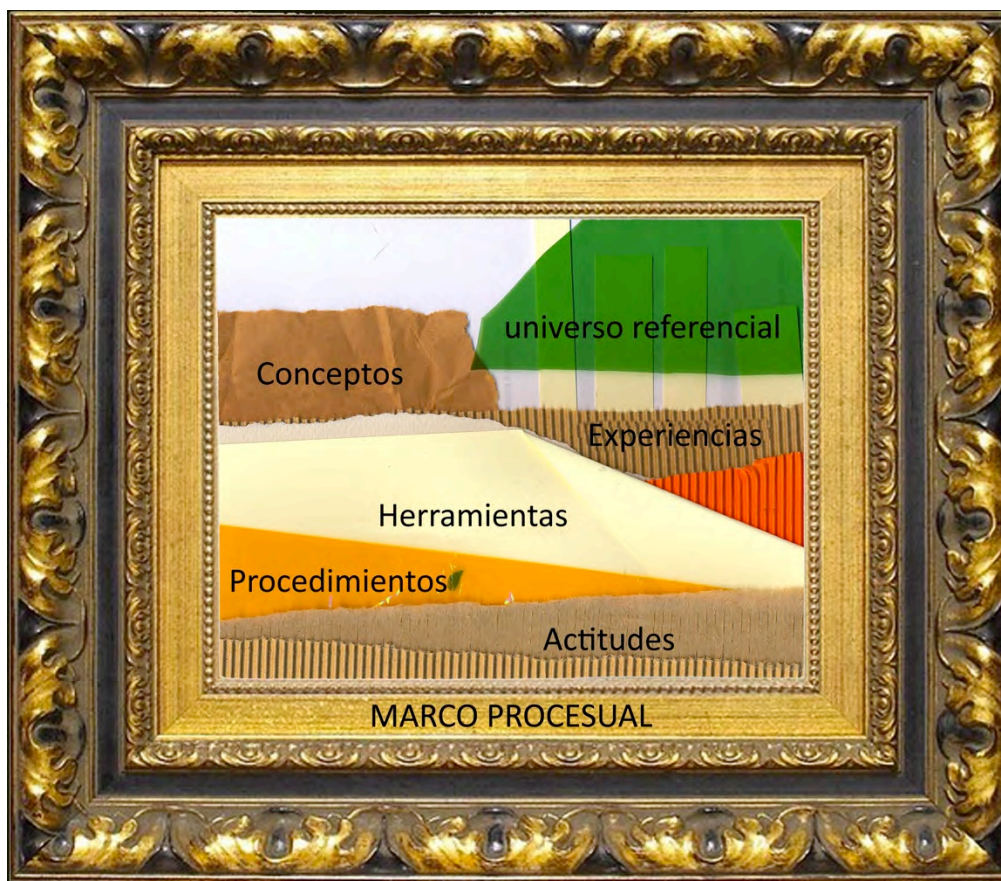 universo referencial
Conceptos
Experiencias
Herramientas
Procedimientos
Actitudes
MARCO PROCESUAL